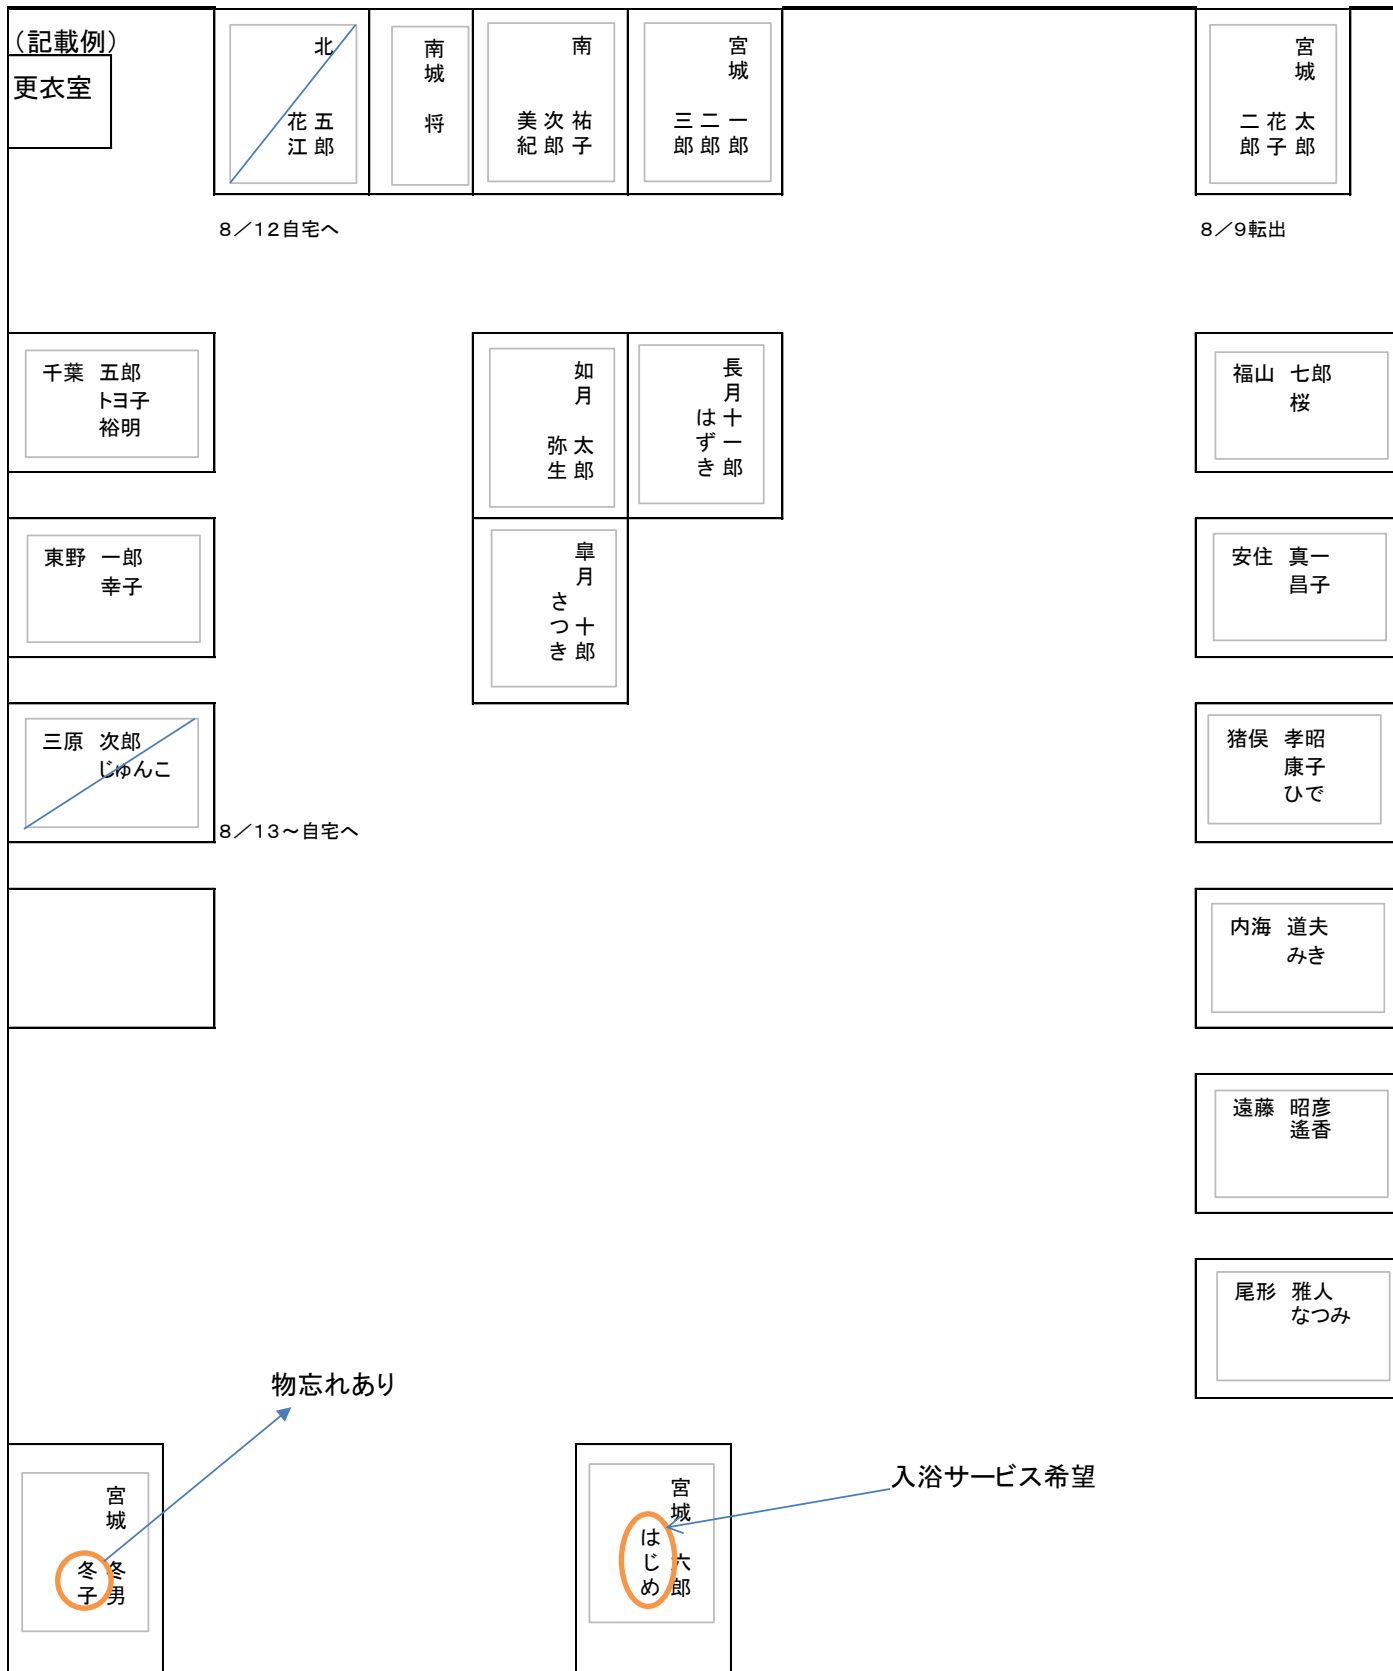 （記載例）
更衣室
北
五郎
花江
南城 将
南
祐子
次郎
美紀
宮城
一郎
二郎
三郎
宮城
太郎
花子
二郎
8／12自宅へ
8／9転出
千葉 五郎
トヨ子
裕明
如月 太郎
弥生
長月十一郎
はずき
福山 七郎
桜
東野 一郎
幸子
皐月 十郎
さつき
安住 真一
昌子
三原 次郎
じゅんこ
8／13～自宅へ
猪俣 孝昭
康子
ひで
内海 道夫
みき
遠藤 昭彦
遙香
尾形 雅人
なつみ
物忘れあり
宮城 冬男
冬子
宮城 六郎
はじめ
入浴サービス希望